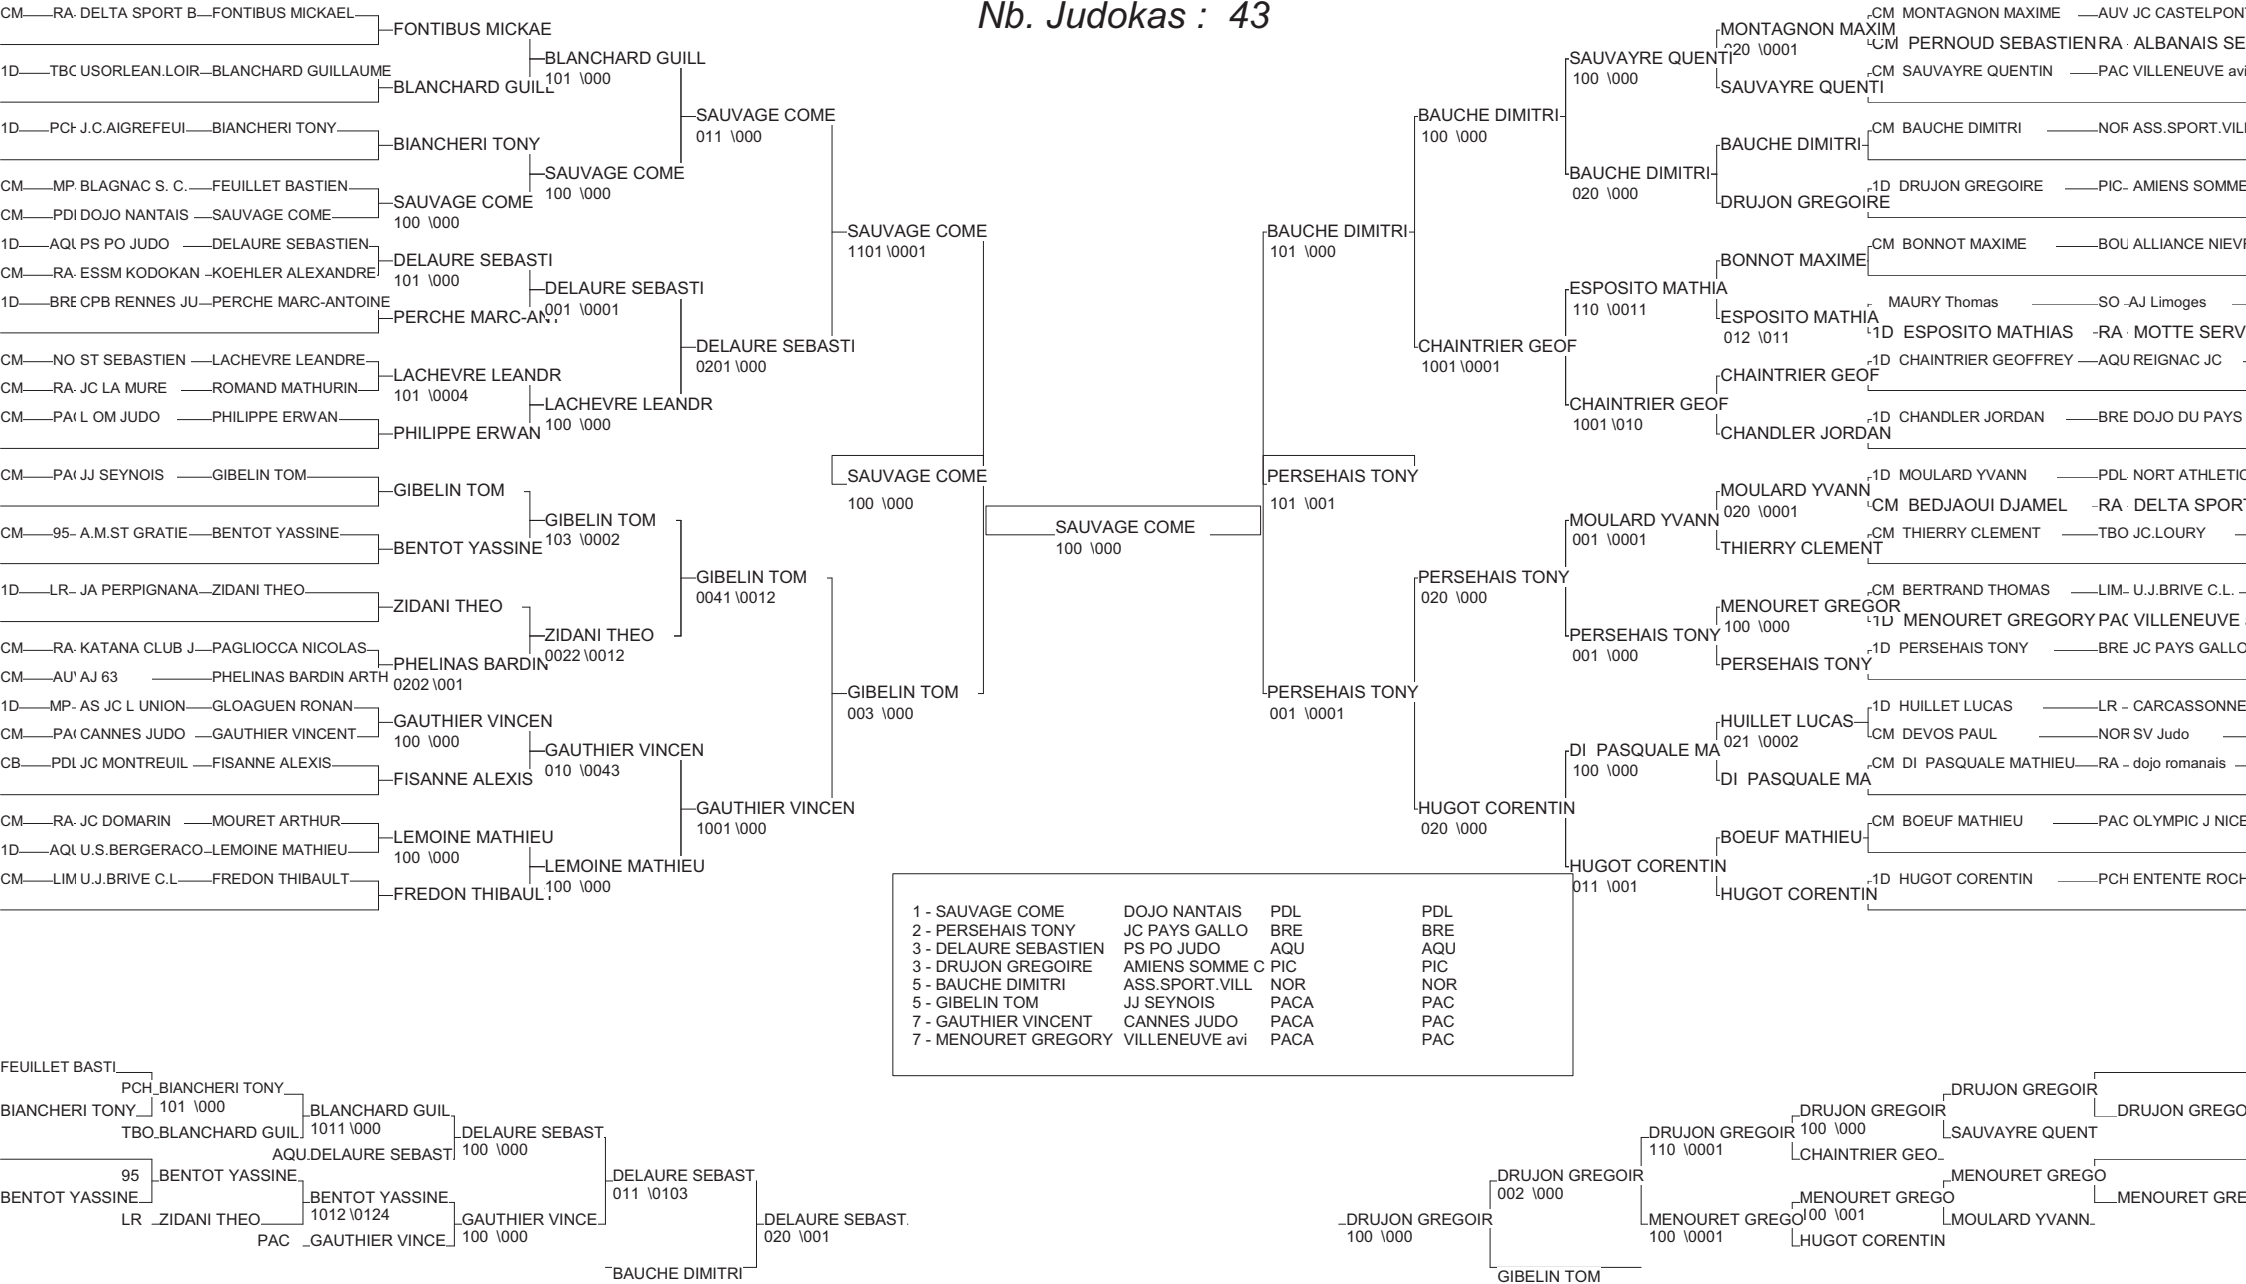 Nb. Judokas :  43
CM RA- DELTA SPORT B FONTIBUS MICKAEL
FONTIBUS MICKAE
BLANCHARD GUILL
101 \000
1D TBO USORLEAN.LOIR BLANCHARD GUILLAUME
BLANCHARD GUILL
SAUVAGE COME
011 \000
1D PCH J.C.AIGREFEUI BIANCHERI TONY
BIANCHERI TONY
SAUVAGE COME
100 \000
CM MP- BLAGNAC S. C. FEUILLET BASTIEN
SAUVAGE COME
100 \000
CM PDL DOJO NANTAIS SAUVAGE COME
SAUVAGE COME
1101 \0001
1D AQU PS PO JUDO DELAURE SEBASTIEN
DELAURE SEBASTI
101 \000
CM RA- ESSM KODOKAN KOEHLER ALEXANDRE
DELAURE SEBASTI
001 \0001
1D BRE CPB RENNES JU PERCHE MARC-ANTOINE
PERCHE MARC-ANT
DELAURE SEBASTI
0201 \000
CM NO ST SEBASTIEN LACHEVRE LEANDRE
LACHEVRE LEANDR
101 \0004
CM RA- JC LA MURE ROMAND MATHURIN
LACHEVRE LEANDR
100 \000
CM PA L OM JUDO PHILIPPE ERWAN
PHILIPPE ERWAN
SAUVAGE COME
100 \000
CM PA JJ SEYNOIS GIBELIN TOM
GIBELIN TOM
GIBELIN TOM
103 \0002
CM 95- A.M.ST GRATIE BENTOT YASSINE
BENTOT YASSINE
GIBELIN TOM
0041 \0012
1D LR- JA PERPIGNANA ZIDANI THEO
ZIDANI THEO
ZIDANI THEO
0022 \0012
CM RA- KATANA CLUB J PAGLIOCCA NICOLAS
PHELINAS BARDIN
0202 \001
CM AUV AJ 63 PHELINAS BARDIN ARTH
GIBELIN TOM
003 \000
1D MP- AS JC L UNION GLOAGUEN RONAN
GAUTHIER VINCEN
100 \000
CM PA CANNES JUDO GAUTHIER VINCENT
GAUTHIER VINCEN
010 \0043
CB PDL JC MONTREUIL FISANNE ALEXIS
FISANNE ALEXIS
GAUTHIER VINCEN
1001 \000
CM RA- JC DOMARIN MOURET ARTHUR
LEMOINE MATHIEU
100 \000
1D AQU U.S.BERGERACO LEMOINE MATHIEU
LEMOINE MATHIEU
100 \000
CM LIM U.J.BRIVE C.L FREDON THIBAULT
FREDON THIBAUL
SAUVAGE COME
100 \000
CM MONTAGNON MAXIME AUV JC CASTELPON
MONTAGNON MAXIM
020 \0001
CM PERNOUD SEBASTIEN RA - ALBANAIS SE
SAUVAYRE QUENTI
100 \000
CM SAUVAYRE QUENTIN PAC VILLENEUVE avi
SAUVAYRE QUENTI
BAUCHE DIMITRI
100 \000
CM BAUCHE DIMITRI NOR ASS.SPORT.VIL
BAUCHE DIMITRI
BAUCHE DIMITRI
020 \000
1D DRUJON GREGOIRE PIC- AMIENS SOMME
DRUJON GREGOIRE
BAUCHE DIMITRI
101 \000
CM BONNOT MAXIME BOU ALLIANCE NIEV
BONNOT MAXIME
ESPOSITO MATHIA
110 \0011
MAURY Thomas SO - AJ Limoges
ESPOSITO MATHIA
012 \011
1D ESPOSITO MATHIAS -RA - MOTTE SERV
CHAINTRIER GEOF
1001 \0001
1D CHAINTRIER GEOFFREY AQU REIGNAC JC
CHAINTRIER GEOF
CHAINTRIER GEOF
1001 \010
1D CHANDLER JORDAN BRE DOJO DU PAYS
CHANDLER JORDAN
PERSEHAIS TONY
101 \001
1D MOULARD YVANN PDL- NORT ATHLETIC
MOULARD YVANN
020 \0001
CM BEDJAOUI DJAMEL -RA - DELTA SPORT
MOULARD YVANN
001 \0001
CM THIERRY CLEMENT TBO JC.LOURY
THIERRY CLEMENT
PERSEHAIS TONY
020 \000
CM BERTRAND THOMAS LIM- U.J.BRIVE C.L.
MENOURET GREGOR
100 \000
1D MENOURET GREGORY PAC VILLENEUVE
PERSEHAIS TONY
001 \000
1D PERSEHAIS TONY BRE JC PAYS GALLO
PERSEHAIS TONY
PERSEHAIS TONY
001 \0001
1D HUILLET LUCAS LR - CARCASSONNE
HUILLET LUCAS
021 \0002
CM DEVOS PAUL NOR SV Judo
DI  PASQUALE MA
100 \000
CM DI  PASQUALE MATHIEU RA - dojo romanais
DI  PASQUALE MA
HUGOT CORENTIN
020 \000
CM BOEUF MATHIEU PAC OLYMPIC J NICE
BOEUF MATHIEU
HUGOT CORENTIN
011 \001
1D HUGOT CORENTIN PCH ENTENTE ROCH
HUGOT CORENTIN
1 - SAUVAGE COME DOJO NANTAIS PDL PDL
2 - PERSEHAIS TONY JC PAYS GALLO BRE BRE
3 - DELAURE SEBASTIEN PS PO JUDO AQU AQU
3 - DRUJON GREGOIRE AMIENS SOMME C PIC PIC
5 - BAUCHE DIMITRI ASS.SPORT.VILL NOR NOR
5 - GIBELIN TOM JJ SEYNOIS PACA PAC
7 - GAUTHIER VINCENT CANNES JUDO PACA PAC
7 - MENOURET GREGORY VILLENEUVE avi PACA PAC
FEUILLET BASTI
PCH BIANCHERI TONY
101 \000
BIANCHERI TONY
BLANCHARD GUIL
1011 \000
TBO BLANCHARD GUIL
DELAURE SEBAST
100 \000
AQU DELAURE SEBAST
95 BENTOT YASSINE
DELAURE SEBAST
011 \0103
BENTOT YASSINE
BENTOT YASSINE
1012 \0124
LR ZIDANI THEO
GAUTHIER VINCE
100 \000
PAC GAUTHIER VINCE
DELAURE SEBAST
020 \001
BAUCHE DIMITRI
DRUJON GREGOIR
DRUJON GREGO
DRUJON GREGOIR
100 \000
SAUVAYRE QUENT
DRUJON GREGOIR
110 \0001
CHAINTRIER GEO
DRUJON GREGOIR
002 \000
MENOURET GREGO
MENOURET GRE
MENOURET GREGO
100 \001
MOULARD YVANN
DRUJON GREGOIR
100 \000
MENOURET GREGO
100 \0001
HUGOT CORENTIN
GIBELIN TOM